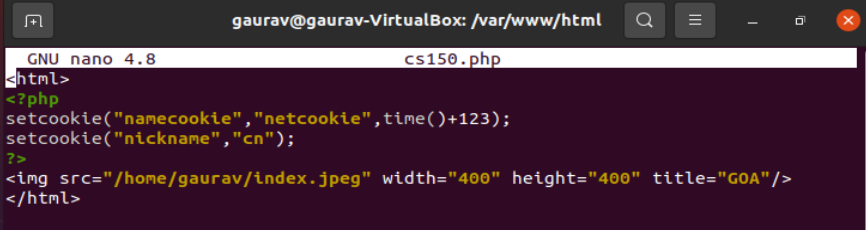 gaurav@gaurav-VirtualBox: /var/www/html
GNU nano 4.8 cs150.php
<html>
<?php
setcookie("namecookie","netcookie",time()+123);
setcookie("nickname","cn");
?>
<img src="/home/gaurav/index.jpeg" width="400" height="400" title="GOA"/>
</html>